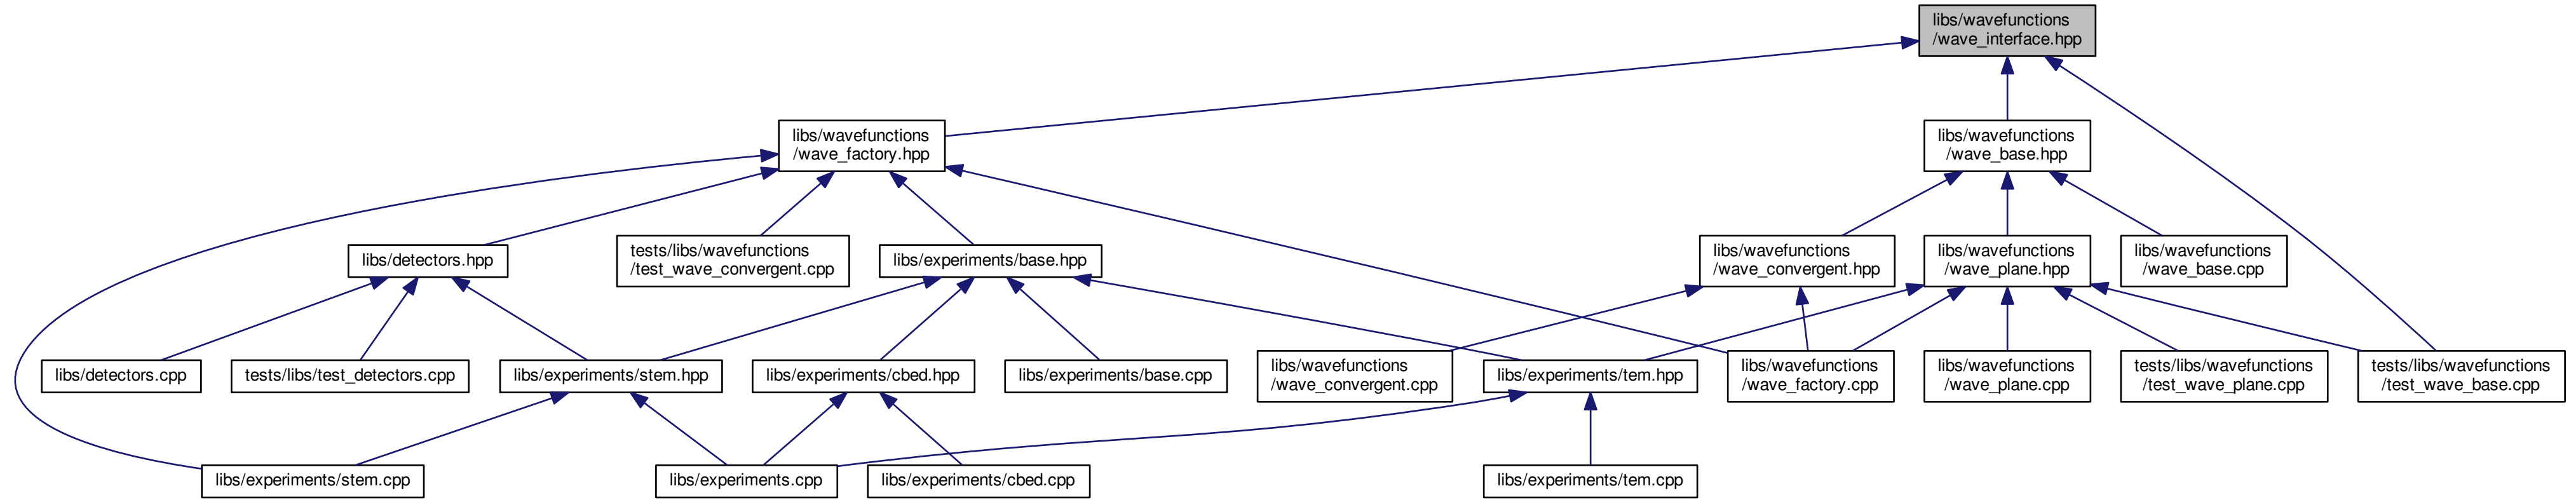 libs/wavefunctions
/wave_interface.hpp
libs/wavefunctions
/wave_factory.hpp
libs/wavefunctions
/wave_base.hpp
libs/detectors.hpp
tests/libs/wavefunctions
/test_wave_convergent.cpp
libs/experiments/base.hpp
libs/wavefunctions
/wave_convergent.hpp
libs/wavefunctions
/wave_plane.hpp
libs/wavefunctions
/wave_base.cpp
libs/detectors.cpp
tests/libs/test_detectors.cpp
libs/experiments/stem.hpp
libs/experiments/cbed.hpp
libs/experiments/base.cpp
libs/wavefunctions
/wave_convergent.cpp
libs/experiments/tem.hpp
libs/wavefunctions
/wave_factory.cpp
libs/wavefunctions
/wave_plane.cpp
tests/libs/wavefunctions
/test_wave_plane.cpp
tests/libs/wavefunctions
/test_wave_base.cpp
libs/experiments/stem.cpp
libs/experiments.cpp
libs/experiments/cbed.cpp
libs/experiments/tem.cpp